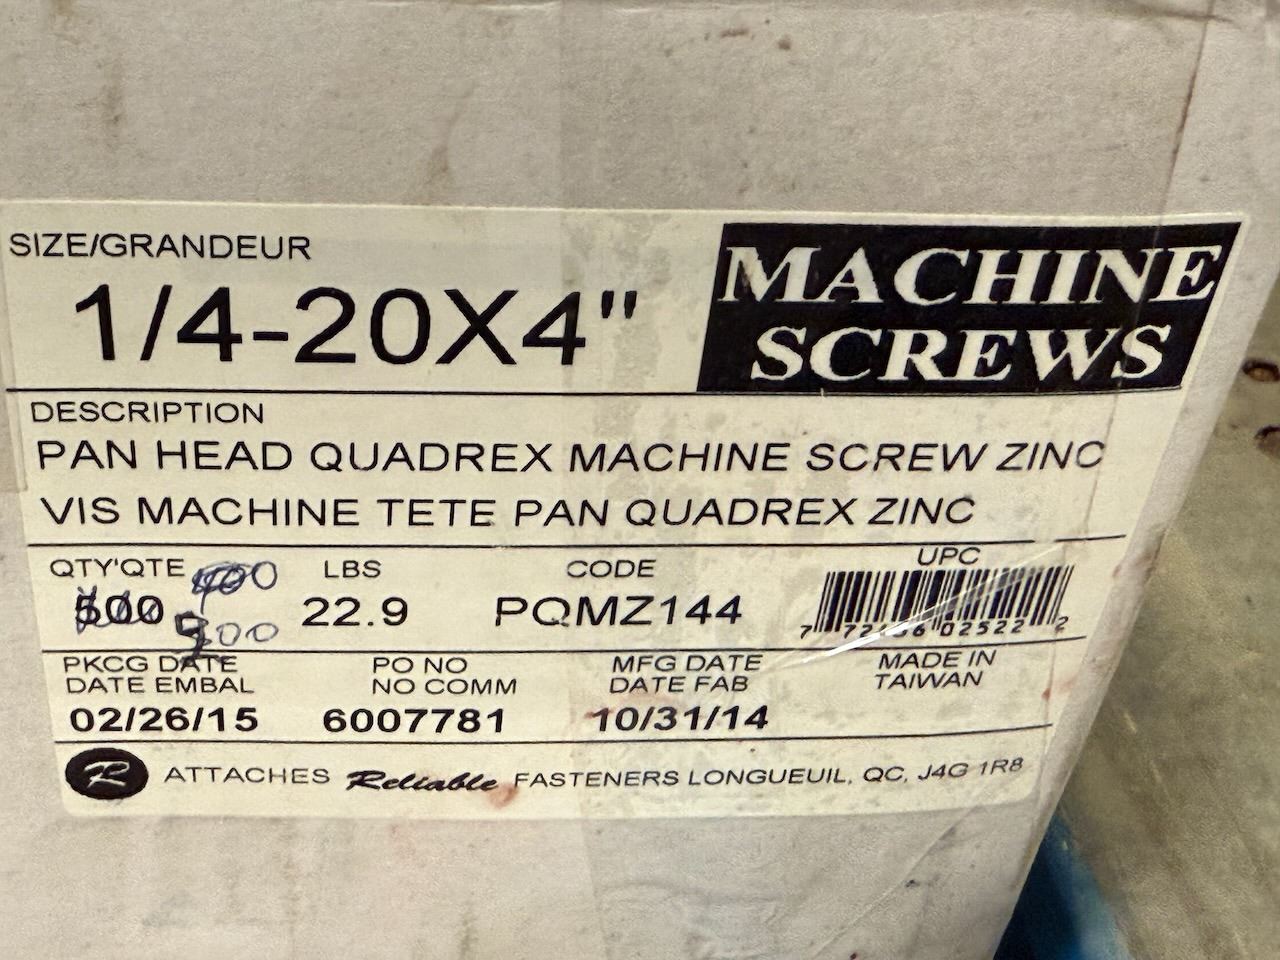 SIZE/GRANDEUR
1/4-20X4"
MACHINE
SCREWS
DESCRIPTION
PAN HEAD QUADREX MACHINE SCREW ZINC
VIS MACHINE TETE PAN QUADREX ZINC
QTY'QTE 400 LBS CODE UPC
500 300 22.9 PQMZ144
PKCG DATE PO NO MFG DATE MADE IN
DATE EMBAL NO COMM DATE FAB TAIWAN
02/26/15 6007781 10/31/14
R ATTACHES Reliable FASTENERS LONGUEUIL, QC, J4G 1R8